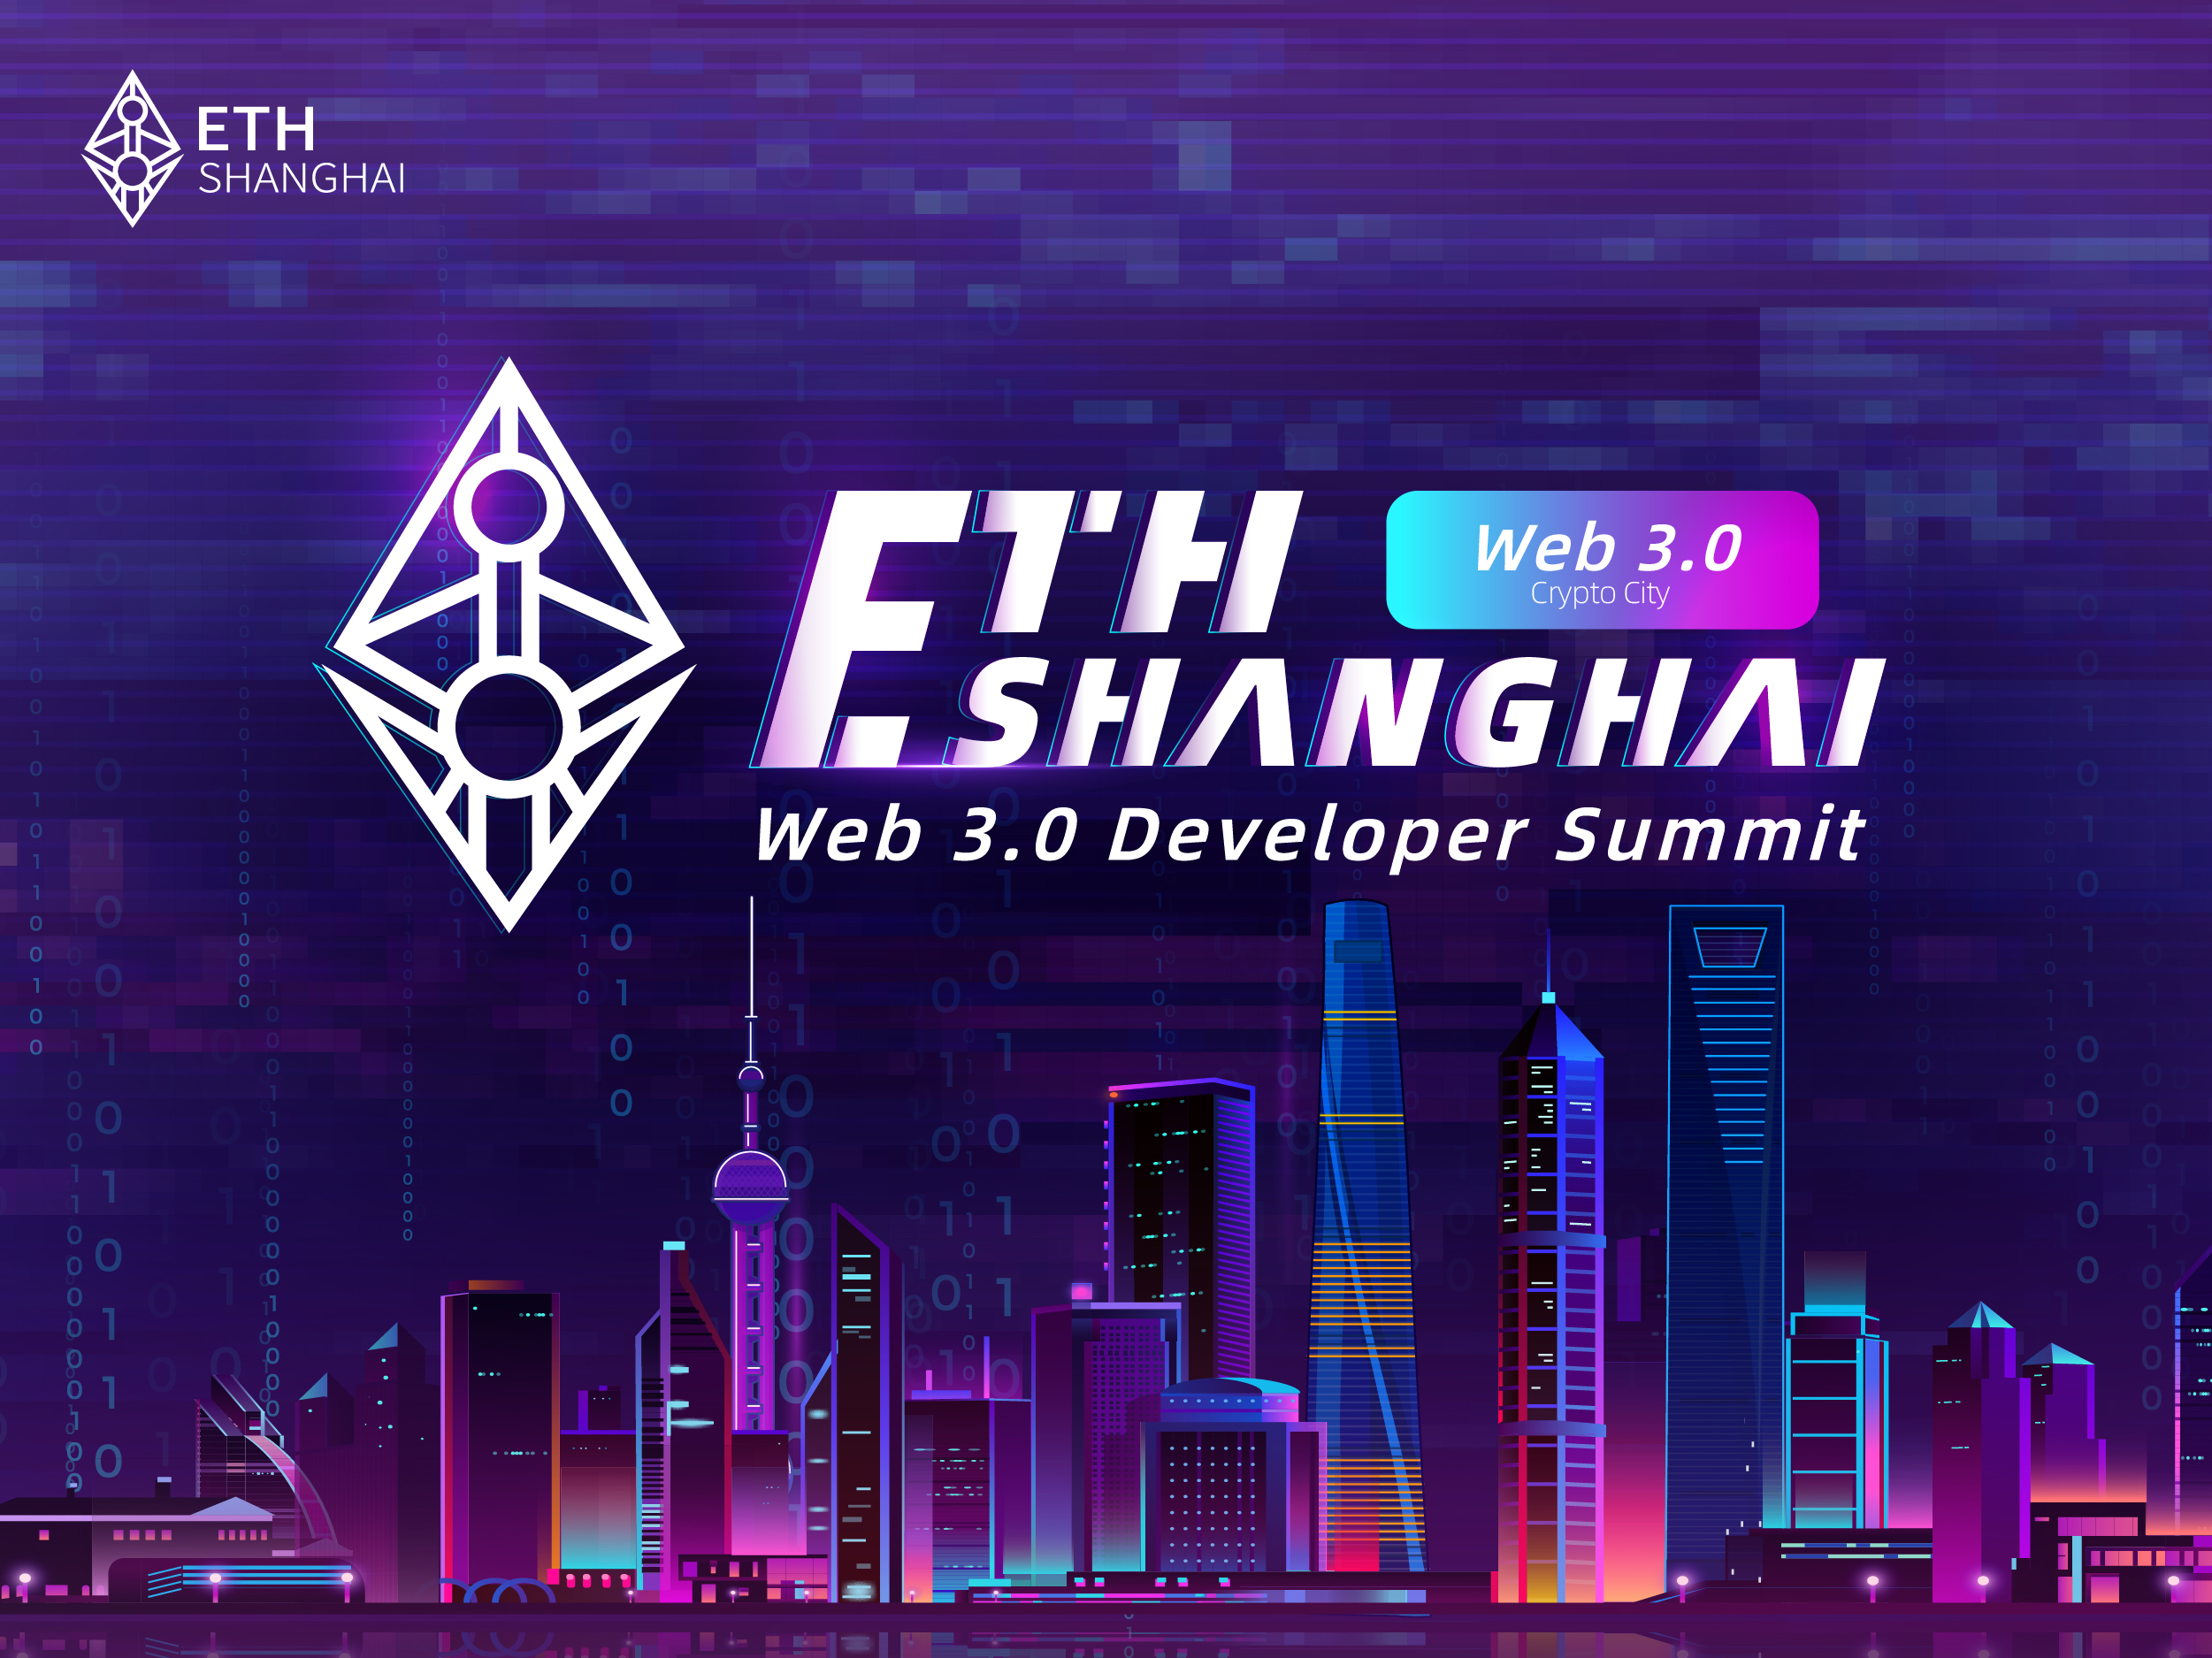 ETH
SHANGHAI
ETH
Web 3.0
Crypto City
SHANGHAI
Web 3.0 Developer Summit